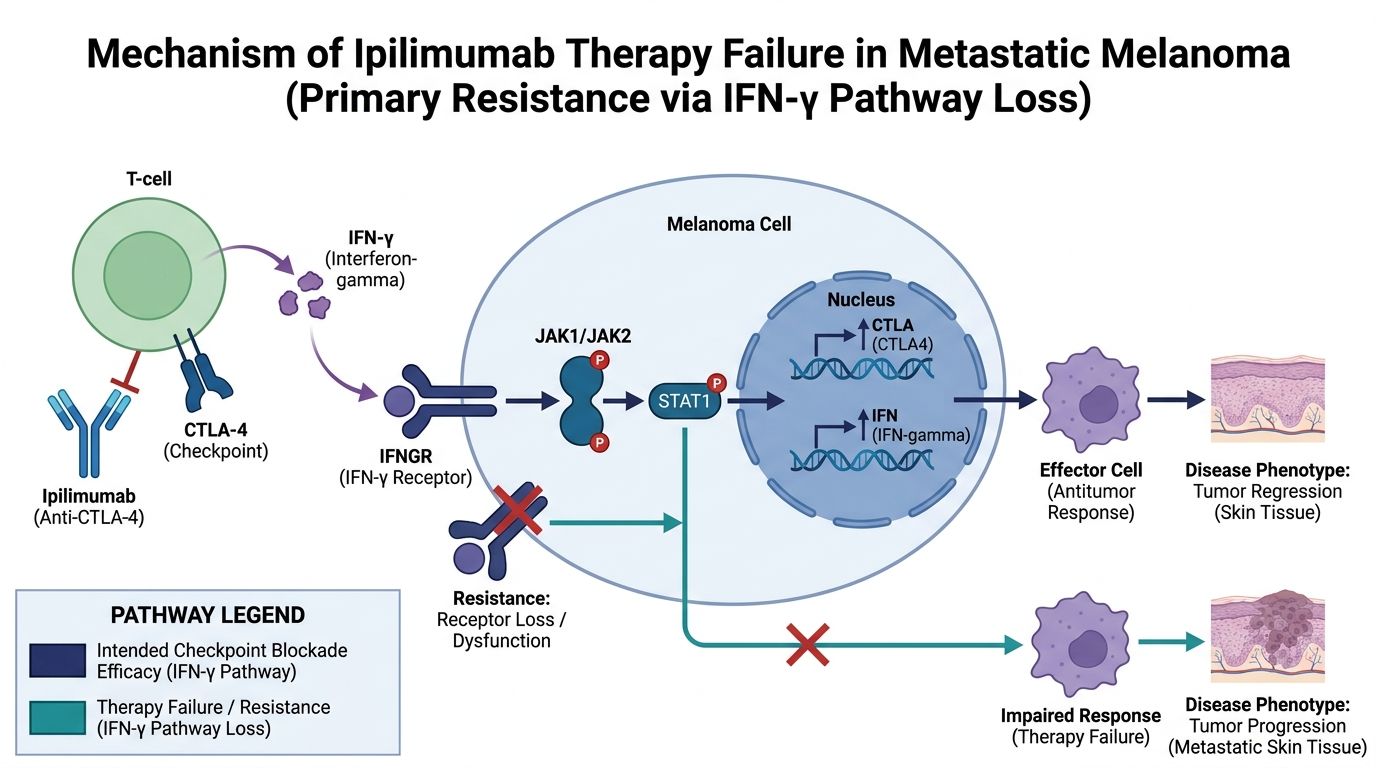 Mechanism of Ipilimumab Therapy Failure in Metastatic Melanoma
(Primary Resistance via IFN-γ Pathway Loss)
T-cell
IFN-γ
(Interferon-
gamma)
CTLA-4
(Checkpoint)
Ipilimumab
(Anti-CTLA-4)
IFNGR
(IFN-γ Receptor)
Melanoma Cell
JAK1/JAK2
P
P
STAT1
P
Nucleus
CTLA
(CTLA4)
IFN
(IFN-gamma)
Effector Cell
(Antitumor
Response)
Disease Phenotype:
Tumor Regression
(Skin Tissue)
Resistance:
Receptor Loss /
Dysfunction
Impaired Response
(Therapy Failure)
Disease Phenotype:
Tumor Progression
(Metastatic Skin Tissue)
PATHWAY LEGEND
Intended Checkpoint Blockade
Efficacy (IFN-γ Pathway)
Therapy Failure / Resistance
(IFN-γ Pathway Loss)